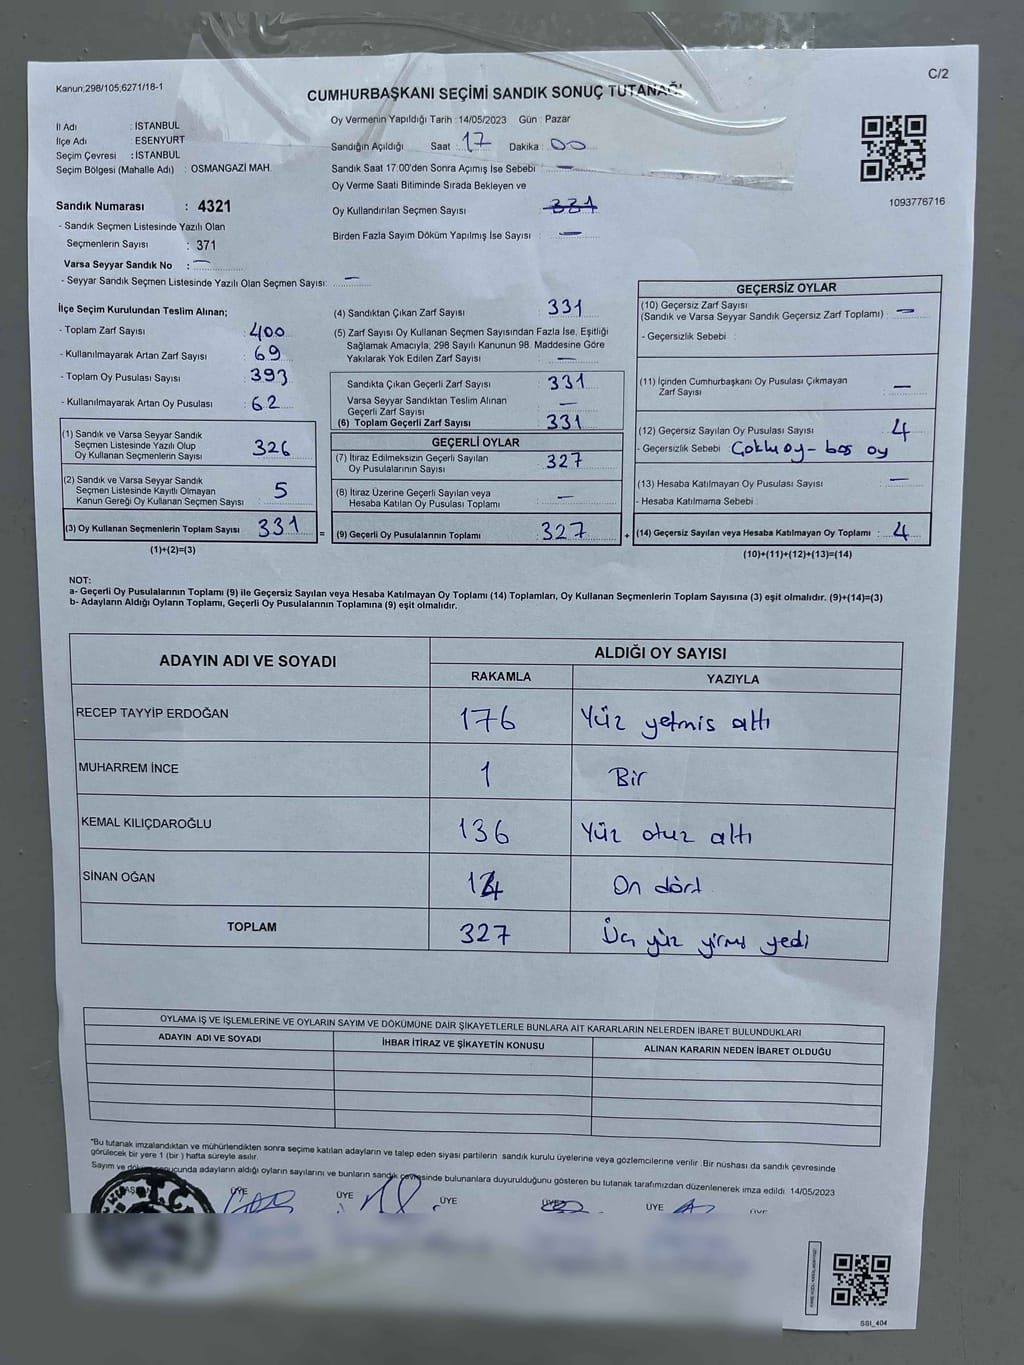 C/2
Kanun;298/105;6271/18-1
CUMHURBAŞKANI SEÇİMİ SANDIK SONUÇ TUTANAĞI
İl Adı : İSTANBUL
İlçe Adı : ESENYURT
Seçim Çevresi : İSTANBUL
Seçim Bölgesi (Mahalle Adı) : OSMANGAZİ MAH.
Oy Vermenin Yapıldığı Tarih : 14/05/2023 Gün : Pazar
Sandığın Açıldığı Saat : 17 Dakika : 00
Sandık Saat 17:00'den Sonra Açımış İse Sebebi : —
Oy Verme Saati Bitiminde Sırada Bekleyen ve
Oy Kullandırılan Seçmen Sayısı : 331
Birden Fazla Sayım Döküm Yapılmış İse Sayısı : —
1093776716
Sandık Numarası : 4321
- Sandık Seçmen Listesinde Yazılı Olan
Seçmenlerin Sayısı : 371
Varsa Seyyar Sandık No : —
- Seyyar Sandık Seçmen Listesinde Yazılı Olan Seçmen Sayısı: —
İlçe Seçim Kurulundan Teslim Alınan;
- Toplam Zarf Sayısı : 400
- Kullanılmayarak Artan Zarf Sayısı : 69
- Toplam Oy Pusulası Sayısı : 393
- Kullanılmayarak Artan Oy Pusulası : 62
(1) Sandık ve Varsa Seyyar Sandık
Seçmen Listesinde Yazılı Olup
Oy Kullanan Seçmenlerin Sayısı 326
(2) Sandık ve Varsa Seyyar Sandık
Seçmen Listesinde Kayıtlı Olmayan
Kanun Gereği Oy Kullanan Seçmen Sayısı 5
(3) Oy Kullanan Seçmenlerin Toplam Sayısı 331 =
(1)+(2)=(3)
(4) Sandıktan Çıkan Zarf Sayısı 331
(5) Zarf Sayısı Oy Kullanan Seçmen Sayısından Fazla İse, Eşitliği
Sağlamak Amacıyla; 298 Sayılı Kanunun 98. Maddesine Göre
Yakılarak Yok Edilen Zarf Sayısı : —
Sandıkta Çıkan Geçerli Zarf Sayısı : 331
Varsa Seyyar Sandıktan Teslim Alınan
Geçerli Zarf Sayısı : —
(6) Toplam Geçerli Zarf Sayısı : 331
GEÇERLİ OYLAR
(7) İtiraz Edilmeksizin Geçerli Sayılan
Oy Pusulalarının Sayısı : 327
(8) İtiraz Üzerine Geçerli Sayılan veya
Hesaba Katılan Oy Pusulası Toplamı : —
(9) Geçerli Oy Pusulalarının Toplamı : 327 +
GEÇERSİZ OYLAR
(10) Geçersiz Zarf Sayısı
(Sandık ve Varsa Seyyar Sandık Geçersiz Zarf Toplamı) : —
- Geçersizlik Sebebi :
(11) İçinden Cumhurbaşkanı Oy Pusulası Çıkmayan
Zarf Sayısı : —
(12) Geçersiz Sayılan Oy Pusulası Sayısı : 4
- Geçersizlik Sebebi Çoklu oy - boş oy
(13) Hesaba Katılmayan Oy Pusulası Sayısı : —
- Hesaba Katılmama Sebebi :
(14) Geçersiz Sayılan veya Hesaba Katılmayan Oy Toplamı : 4
(10)+(11)+(12)+(13)=(14)
NOT:
a- Geçerli Oy Pusulalarının Toplamı (9) ile Geçersiz Sayılan veya Hesaba Katılmayan Oy Toplamı (14) Toplamları, Oy Kullanan Seçmenlerin Toplam Sayısına (3) eşit olmalıdır. (9)+(14)=(3)
b- Adayların Aldığı Oyların Toplamı, Geçerli Oy Pusulalarının Toplamına (9) eşit olmalıdır.
ADAYIN ADI VE SOYADI ALDIĞI OY SAYISI
RAKAMLA YAZIYLA
RECEP TAYYİP ERDOĞAN 176 Yüz yetmis altı
MUHARREM İNCE 1 Bir
KEMAL KILIÇDAROĞLU 136 Yüz otuz altı
SİNAN OĞAN 14 On dört
TOPLAM 327 Üç yüz yirmi yedi
OYLAMA İŞ VE İŞLEMLERİNE VE OYLARIN SAYIM VE DÖKÜMÜNE DAİR ŞİKAYETLERLE BUNLARA AİT KARARLARIN NELERDEN İBARET BULUNDUKLARI
ADAYIN ADI VE SOYADI İHBAR İTİRAZ VE ŞİKAYETİN KONUSU ALINAN KARARIN NEDEN İBARET OLDUĞU
*Bu tutanak imzalandıktan ve mühürlendikten sonra seçime katılan adayların ve talep eden siyasi partilerin sandık kurulu üyelerine veya gözlemcilerine verilir. Bir nüshası da sandık çevresinde
görülecek bir yere 1 (bir) hafta süreyle asılır.
Sayım ve döküm sonucunda adayların aldığı oyların sayılarını ve bunların sandık çevresinde bulunanlara duyurulduğunu gösteren bu tutanak tarafımızdan düzenlenerek imza edildi. 14/05/2023
ÜYE ÜYE ÜYE ÜYE ÜYE ÜYE
SSI_404